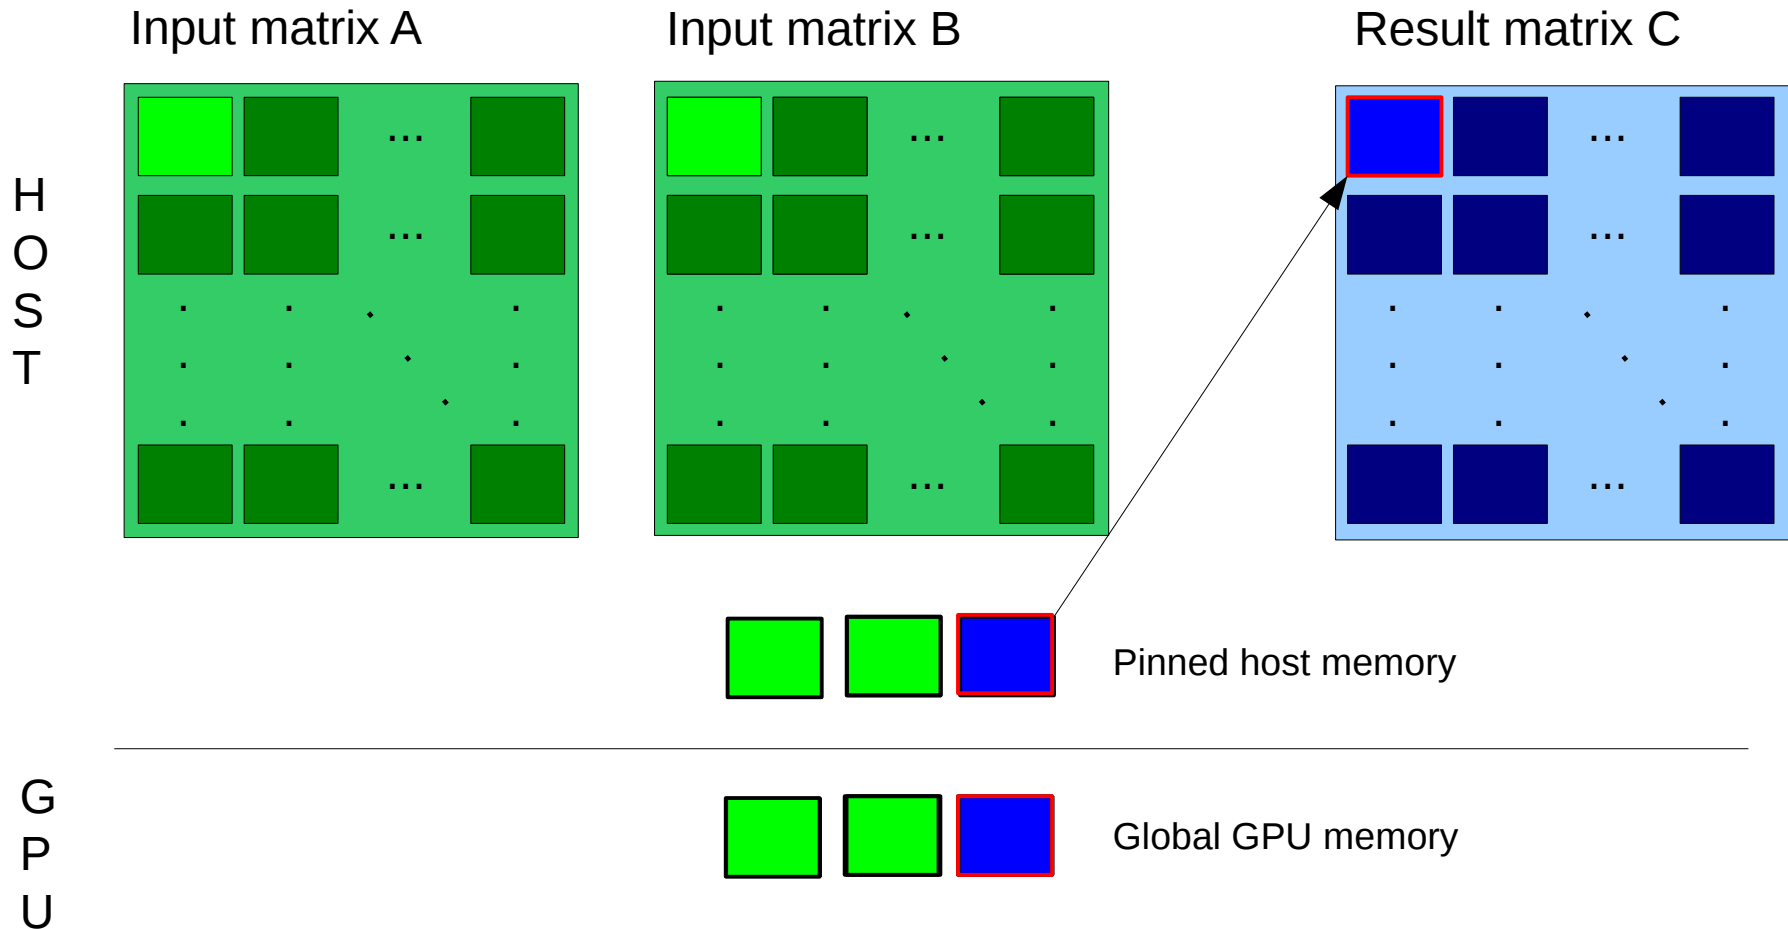 Input matrix A
Input matrix B
Result matrix C
...
...
...
...
...
...
...
...
...
H
O
S
T
Pinned host memory
G
P
U
Global GPU memory